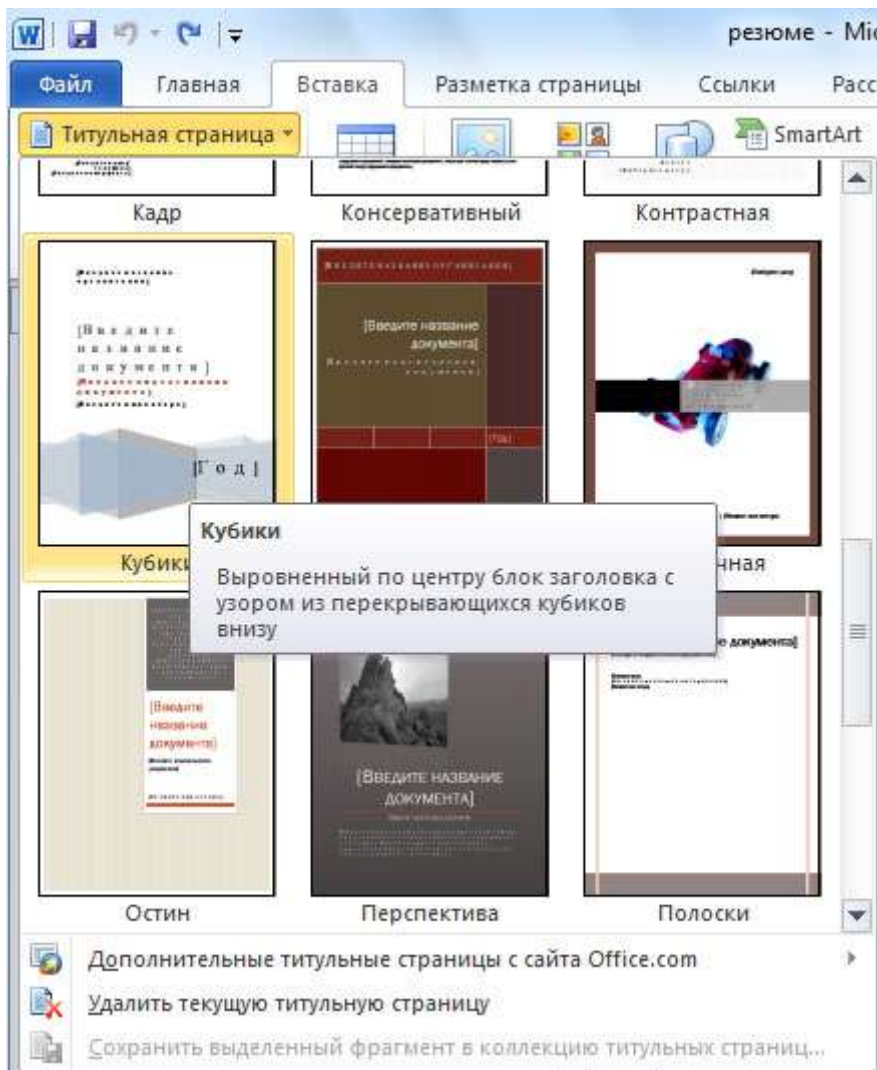 резюме - Mic
Файл Главная Вставка Разметка страницы Ссылки Расс
Титульная страница SmartArt
Кадр Консервативный Контрастная
[Введите
название
документа]
[Год]
[Введите название
документа]
[Год]
Кубики
Кубики
Выровненный по центру блок заголовка с
узором из перекрывающихся кубиков
внизу
чная
е документа]
[Введите
название
документа]
[Введите название
документа]
Остин Перспектива Полоски
Дополнительные титульные страницы с сайта Office.com
Удалить текущую титульную страницу
Сохранить выделенный фрагмент в коллекцию титульных страниц...